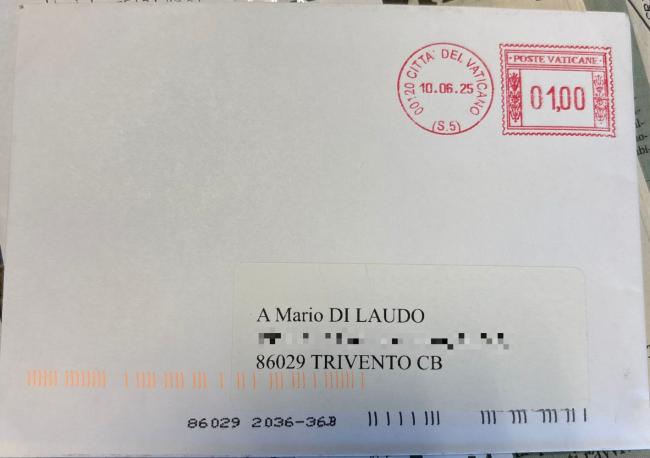 00120 CITTA' DEL VATICANO
10.06.25
(S.5)
POSTE VATICANE
01,00
A Mario DI LAUDO
86029 TRIVENTO CB
86029 2036-36B